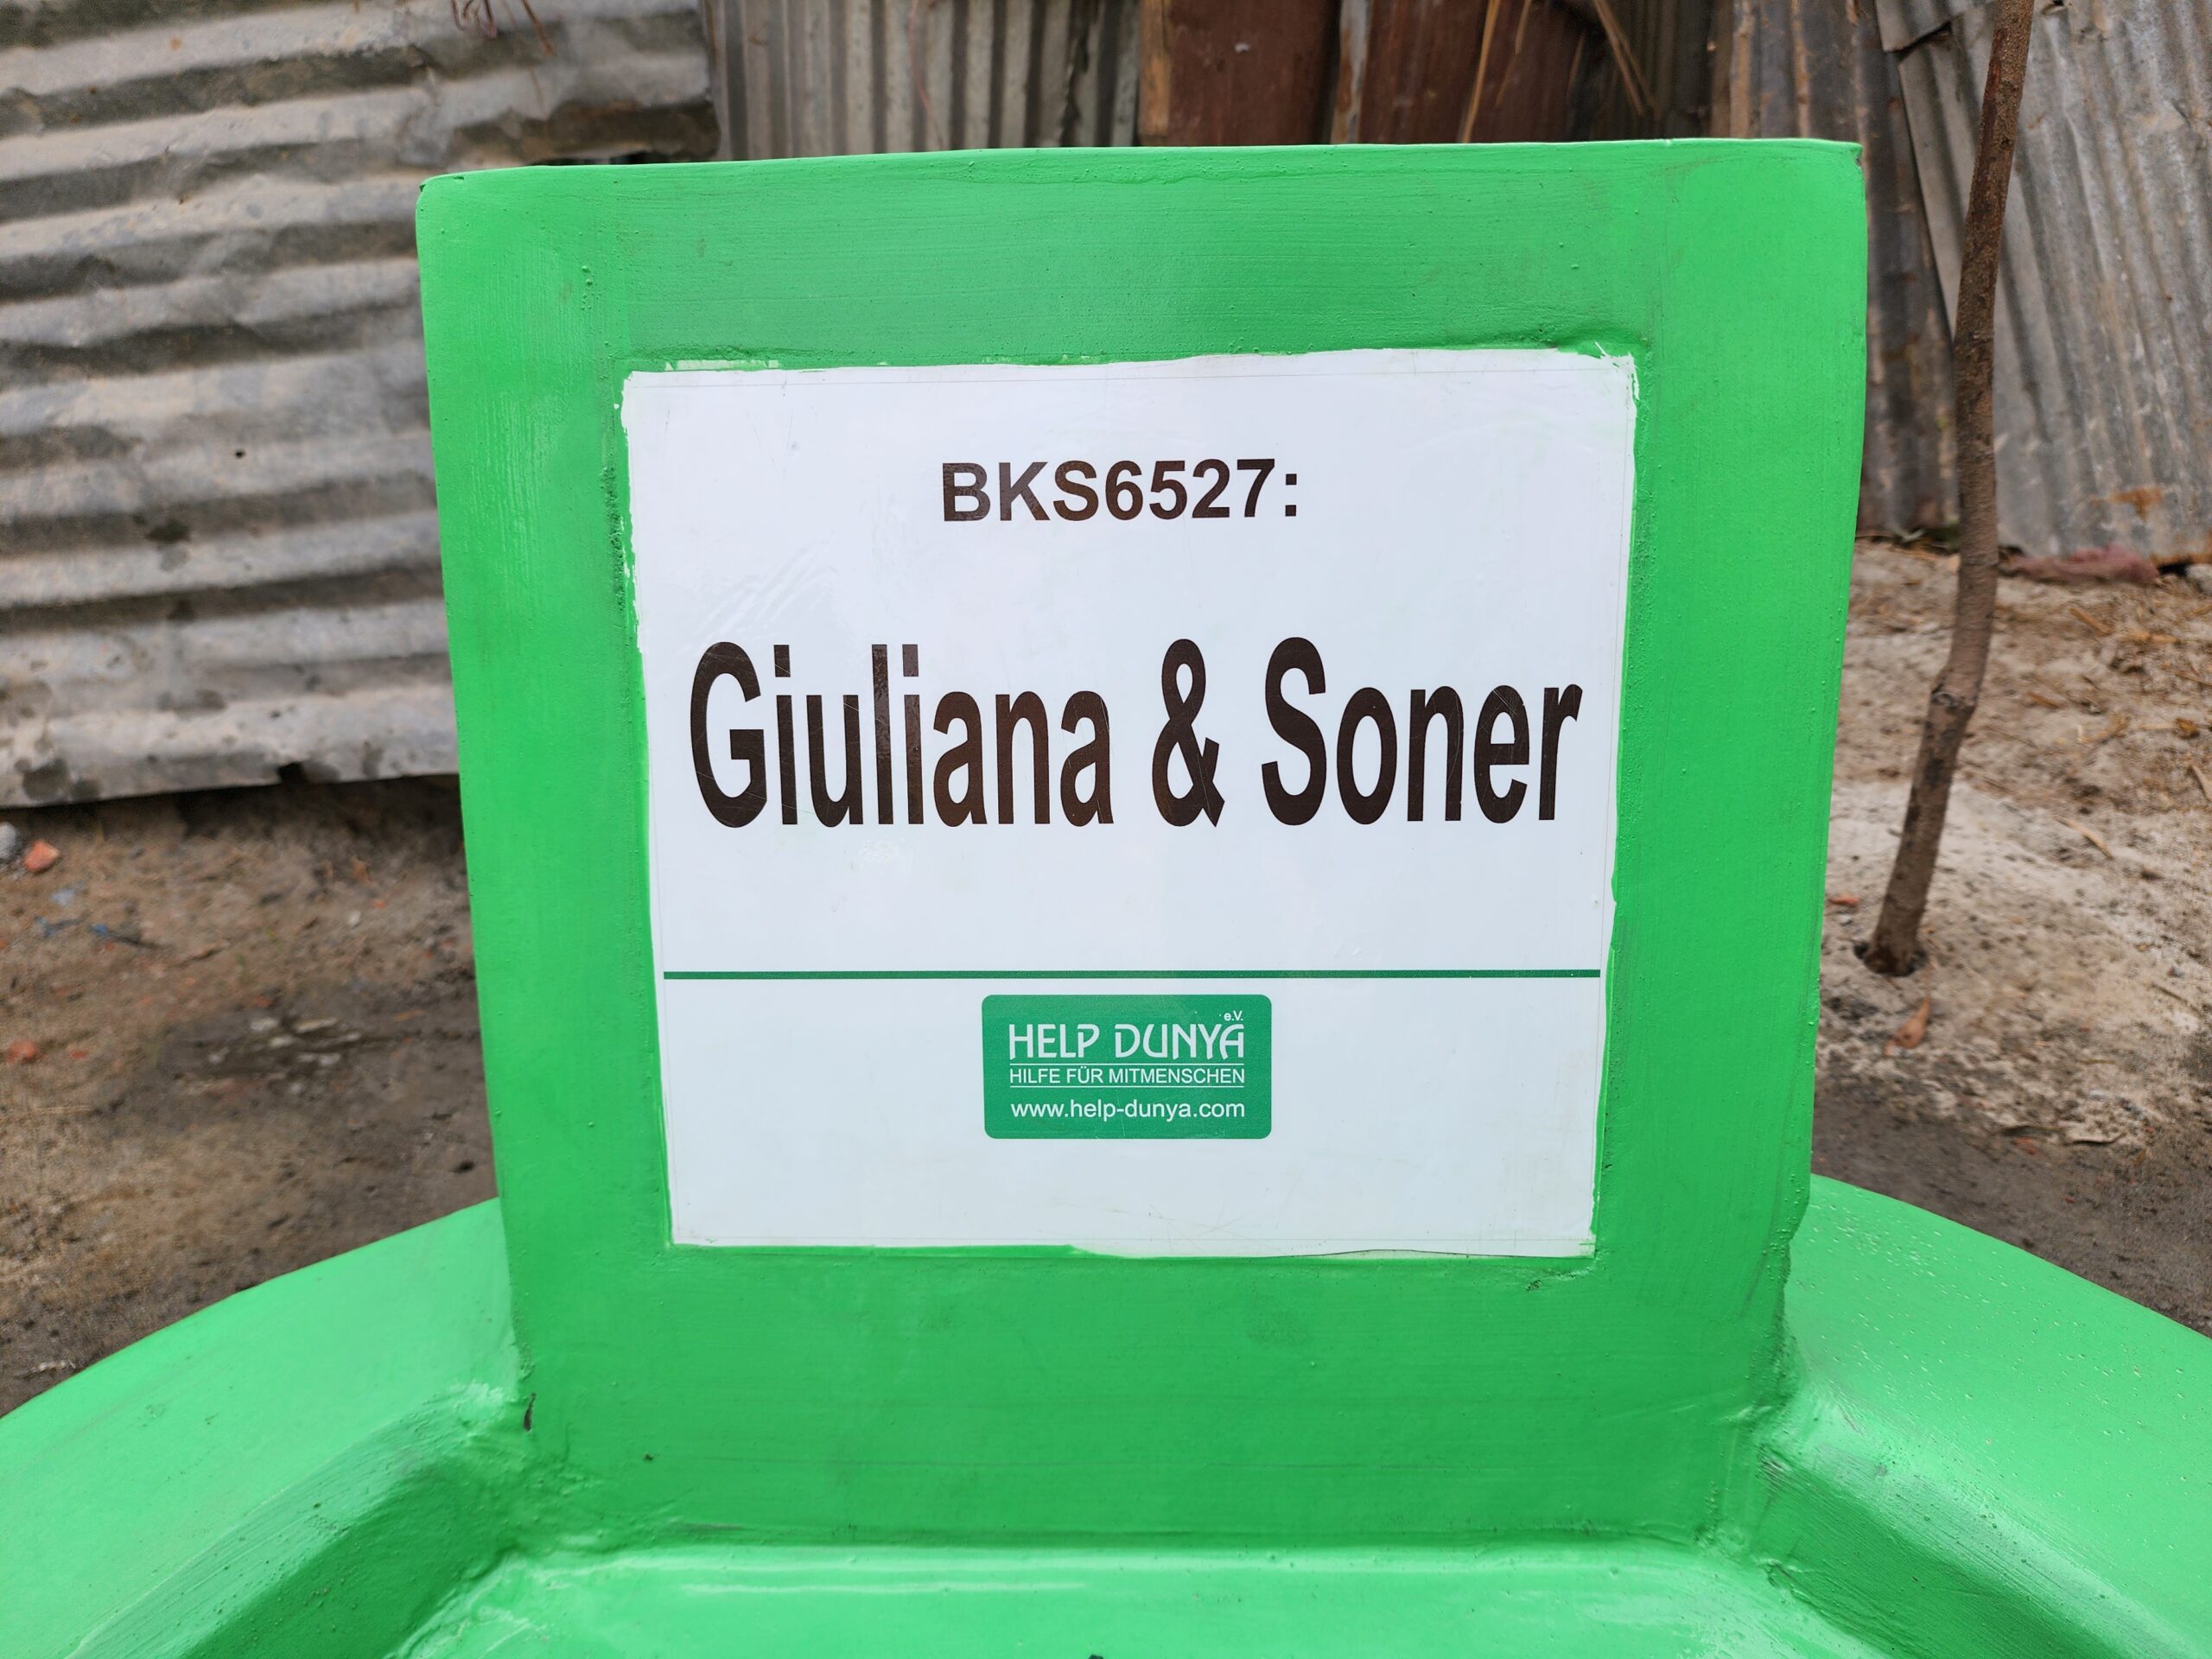 BKS6527:
Giuliana & Soner
e.V.
HELP DUNYA
HILFE FÜR MITMENSCHEN
www.help-dunya.com